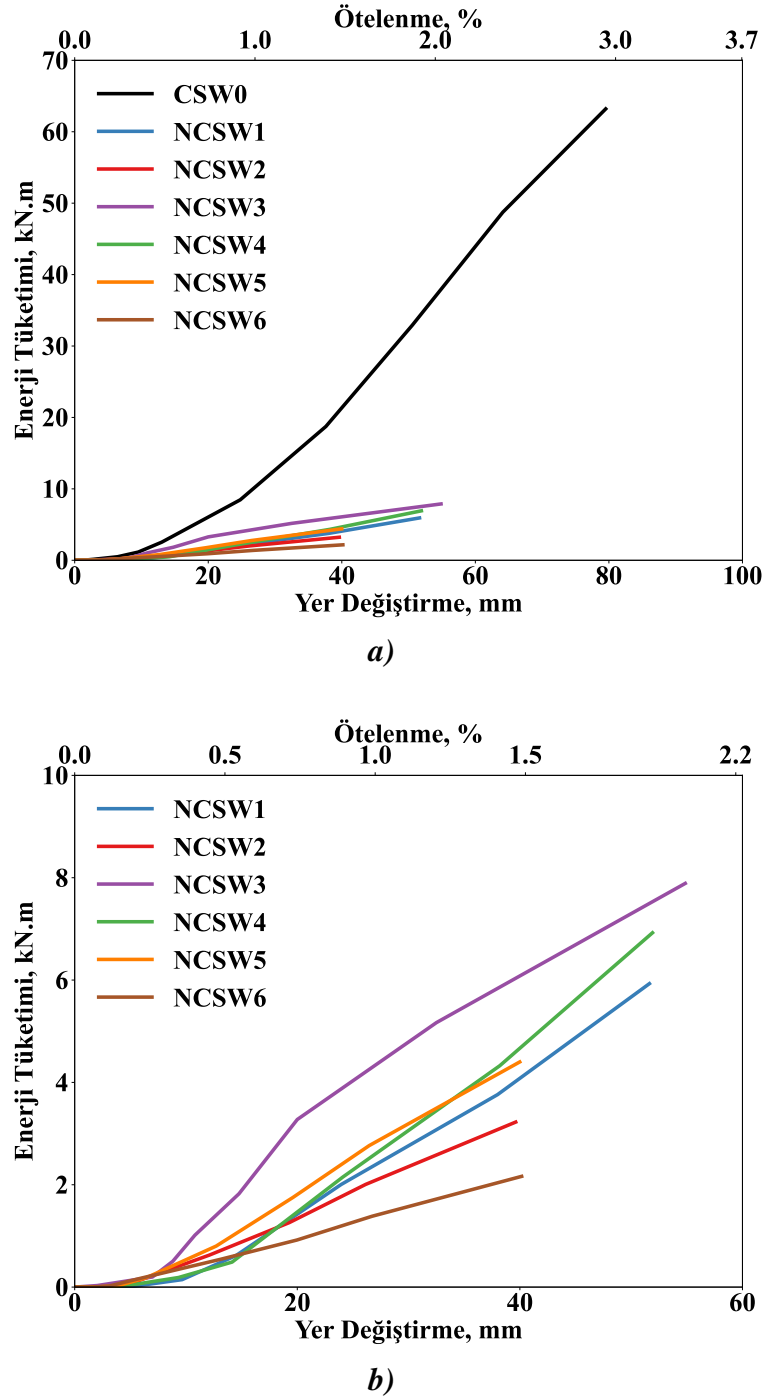 Ötelenme, %
0.0 1.0 2.0 3.0 3.7
70
60
50
40
30
20
10
0
Enerji Tüketimi, kN.m
CSW0
NCSW1
NCSW2
NCSW3
NCSW4
NCSW5
NCSW6
0 20 40 60 80 100
Yer Değiştirme, mm
a)
Ötelenme, %
0.0 0.5 1.0 1.5 2.2
10
8
6
4
2
0
Enerji Tüketimi, kN.m
NCSW1
NCSW2
NCSW3
NCSW4
NCSW5
NCSW6
0 20 40 60
Yer Değiştirme, mm
b)